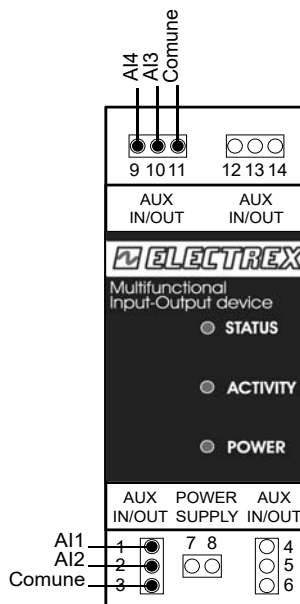 AI4 AI3 Comune
9 10 11 12 13 14
AUX IN/OUT AUX IN/OUT
ELECTREX
Multifunctional
Input-Output device
STATUS
ACTIVITY
POWER
AUX IN/OUT POWER SUPPLY AUX IN/OUT
AI1 1 7 8 4
AI2 2 5
Comune 3 6